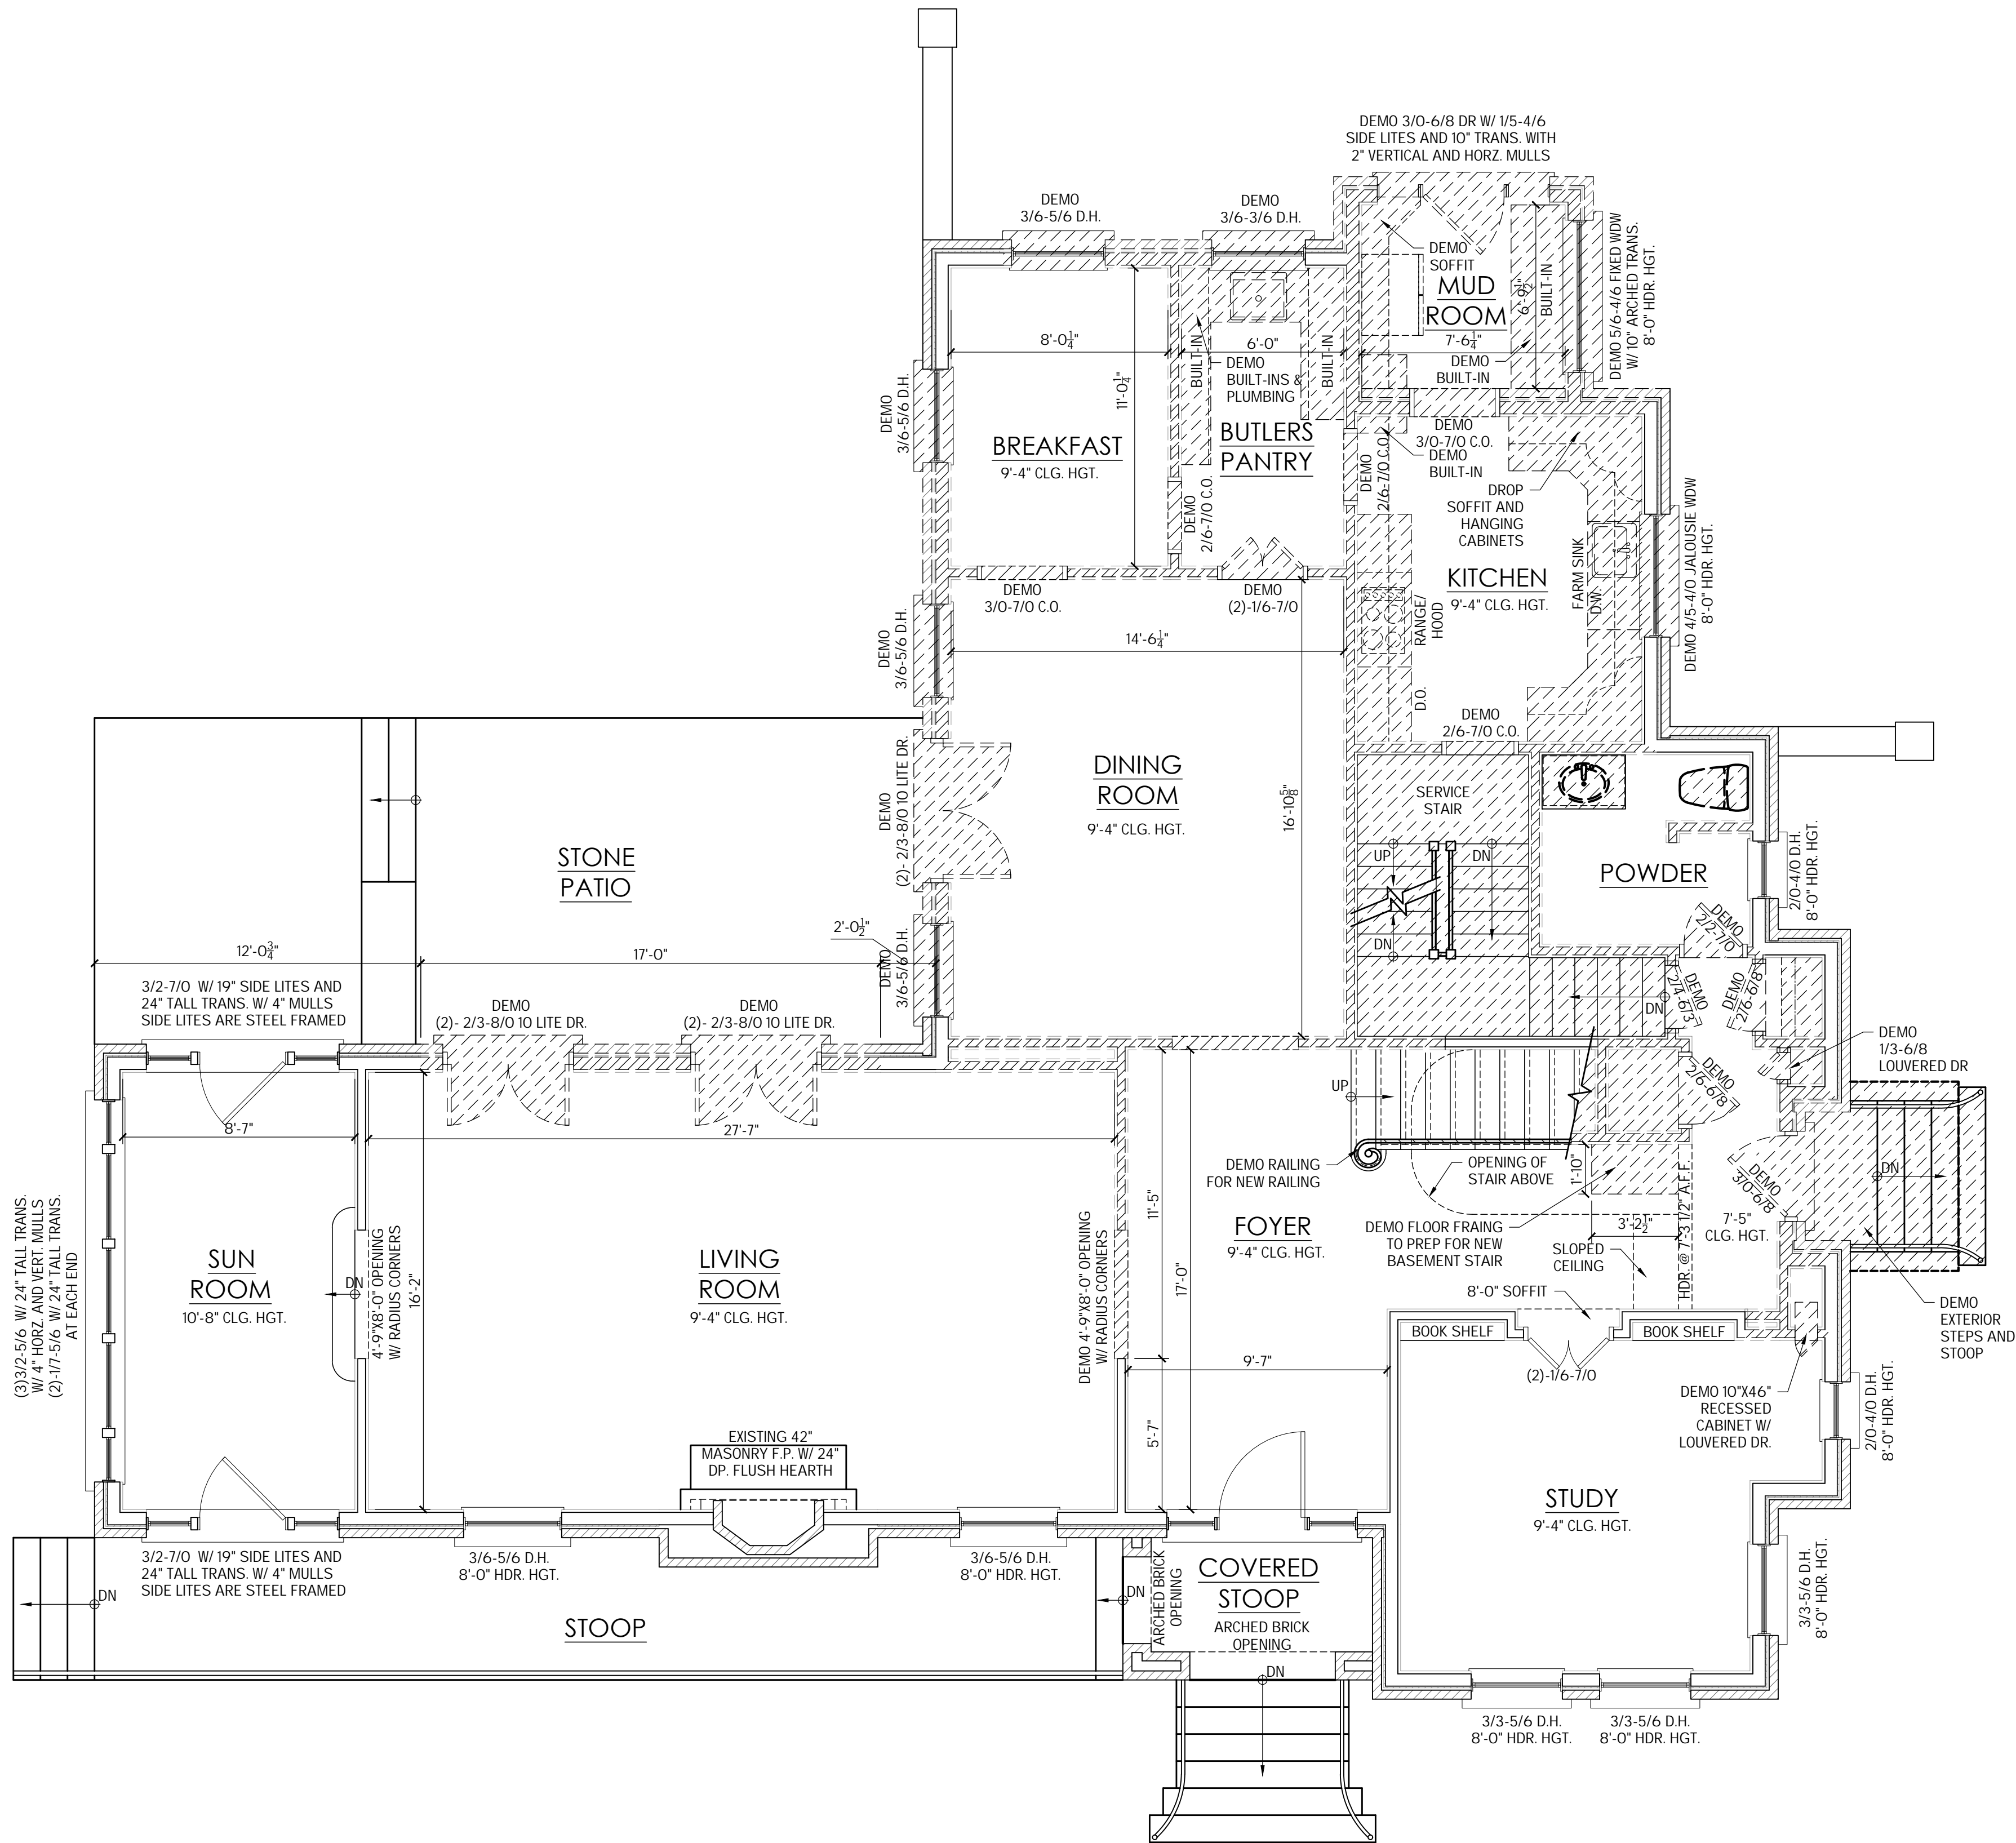 DEMO 3/0-6/8 DR W/ 1/5-4/6
SIDE LITES AND 10" TRANS. WITH
2" VERTICAL AND HORZ. MULLS
DEMO
3/6-5/6 D.H.
DEMO
3/6-3/6 D.H.
DEMO
SOFFIT
MUD
ROOM
6'-9 1/2"
BUILT-IN
7'-6 1/4"
DEMO
BUILT-IN
DEMO 5/6-4/6 FIXED WDW
W/ 10" ARCHED TRANS.
8'-0" HDR. HGT.
8'-0 1/4"
11'-0 1/4"
6'-0"
BUILT-IN
DEMO
BUILT-INS &
PLUMBING
BUILT-IN
DEMO
3/6-5/6 D.H.
BREAKFAST
9'-4" CLG. HGT.
BUTLERS
PANTRY
DEMO
2/6-7/0 C.O.
DEMO
2/6-7/0 C.O.
DEMO
3/0-7/0 C.O.
DEMO
BUILT-IN
DROP
SOFFIT AND
HANGING
CABINETS
KITCHEN
9'-4" CLG. HGT.
FARM SINK
D.W.
DEMO 4/5-4/0 JALOUSIE WDW
8'-0" HDR. HGT.
DEMO
3/0-7/0 C.O.
DEMO
(2)-1/6-7/0
RANGE/
HOOD
D.O.
DEMO
3/6-5/6 D.H.
14'-6 1/4"
DEMO
2/6-7/0 C.O.
DEMO
(2)- 2/3-8/0 10 LITE DR.
DINING
ROOM
9'-4" CLG. HGT.
16'-10 5/8"
SERVICE
STAIR
UP
DN
DN
POWDER
2/0-4/0 D.H.
8'-0" HDR. HGT.
STONE
PATIO
2'-0 1/2"
DEMO
3/6-5/6 D.H.
12'-0 3/4"
17'-0"
3/2-7/0 W/ 19" SIDE LITES AND
24" TALL TRANS. W/ 4" MULLS
SIDE LITES ARE STEEL FRAMED
DEMO
(2)- 2/3-8/0 10 LITE DR.
DEMO
(2)- 2/3-8/0 10 LITE DR.
DEMO
2/2-7/0
DEMO
2/4-6/3
DEMO
2/6-6/8
DN
DEMO
1/3-6/8
LOUVERED DR
DEMO
2/6-6/8
UP
8'-7"
27'-7"
DEMO RAILING
FOR NEW RAILING
OPENING OF
STAIR ABOVE
1'-10"
DEMO
3/0-6/8
DN
11'-5"
17'-0"
FOYER
9'-4" CLG. HGT.
DEMO FLOOR FRAING
TO PREP FOR NEW
BASEMENT STAIR
3'-2 1/2"
SLOPED
CEILING
HDR. @ 7'-3 1/2" A.F.F.
7'-5"
CLG. HGT.
(3)3/2-5/6 W/ 24" TALL TRANS.
W/ 4" HORZ. AND VERT. MULLS
(2)-1/7-5/6 W/ 24" TALL TRANS.
AT EACH END
SUN
ROOM
10'-8" CLG. HGT.
DN
4'-9"X8'-0" OPENING
W/ RADIUS CORNERS
16'-2"
LIVING
ROOM
9'-4" CLG. HGT.
DEMO 4'-9"X8'-0" OPENING
W/ RADIUS CORNERS
8'-0" SOFFIT
BOOK SHELF
BOOK SHELF
DEMO
EXTERIOR
STEPS AND
STOOP
9'-7"
(2)-1/6-7/0
5'-7"
DEMO 10"X46"
RECESSED
CABINET W/
LOUVERED DR.
2/0-4/0 D.H.
8'-0" HDR. HGT.
EXISTING 42"
MASONRY F.P. W/ 24"
DP. FLUSH HEARTH
STUDY
9'-4" CLG. HGT.
3/2-7/0 W/ 19" SIDE LITES AND
24" TALL TRANS. W/ 4" MULLS
SIDE LITES ARE STEEL FRAMED
3/6-5/6 D.H.
8'-0" HDR. HGT.
3/6-5/6 D.H.
8'-0" HDR. HGT.
DN
DN
ARCHED BRICK
OPENING
COVERED
STOOP
ARCHED BRICK
OPENING
3/3-5/6 D.H.
8'-0" HDR. HGT.
STOOP
DN
3/3-5/6 D.H.
8'-0" HDR. HGT.
3/3-5/6 D.H.
8'-0" HDR. HGT.